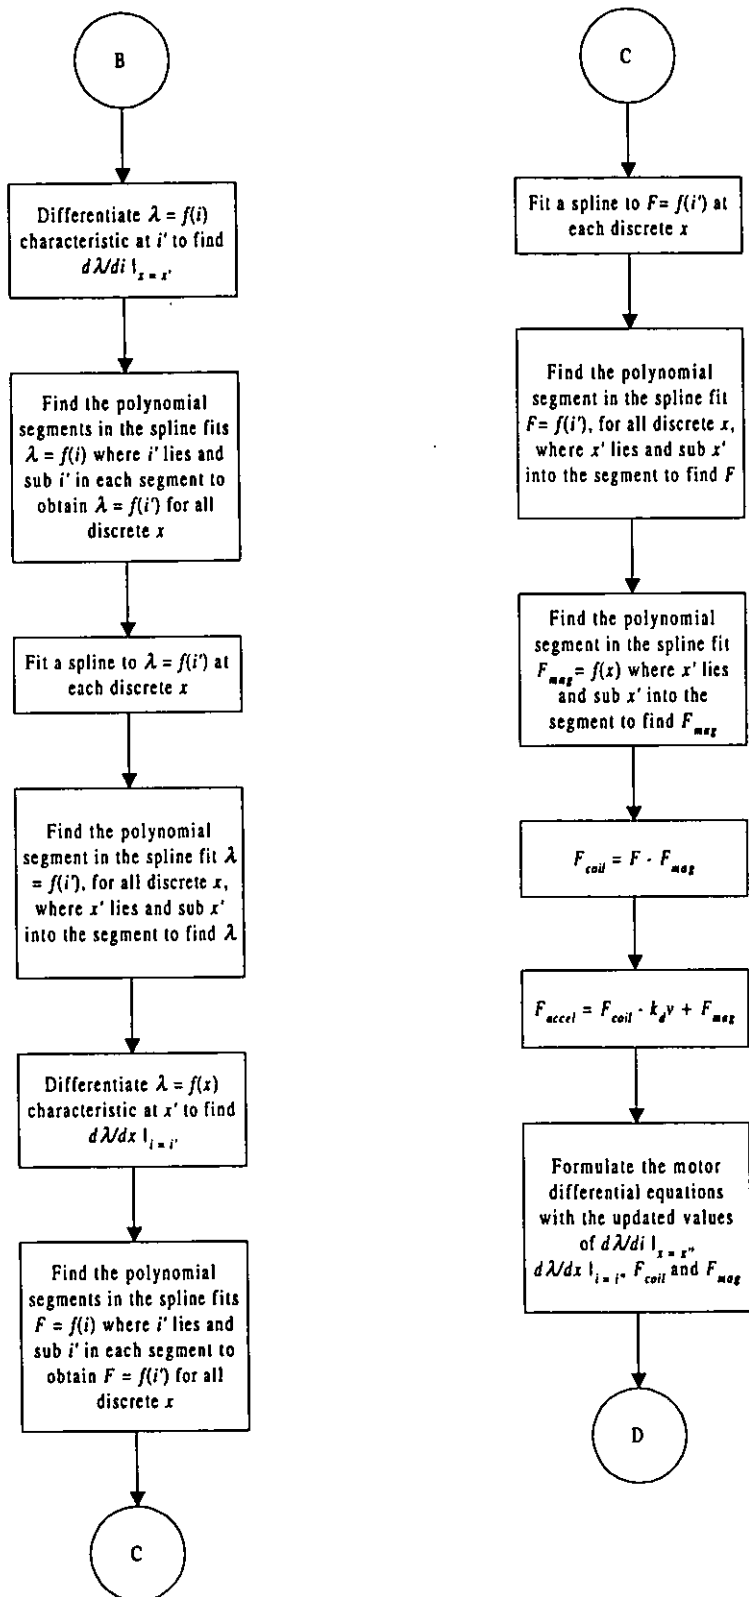 B
Differentiate λ = f(i)
characteristic at i' to find
dλ/di |x = x'
Find the polynomial
segments in the spline fits
λ = f(i) where i' lies and
sub i' in each segment to
obtain λ = f(i') for all
discrete x
Fit a spline to λ = f(i') at
each discrete x
Find the polynomial
segment in the spline fit λ
= f(i'), for all discrete x,
where x' lies and sub x'
into the segment to find λ
Differentiate λ = f(x)
characteristic at x' to find
dλ/dx |i = i'
Find the polynomial
segments in the spline fits
F = f(i) where i' lies and
sub i' in each segment to
obtain F = f(i') for all
discrete x
C
C
Fit a spline to F= f(i') at
each discrete x
Find the polynomial
segment in the spline fit
F= f(i'), for all discrete x,
where x' lies and sub x'
into the segment to find F
Find the polynomial
segment in the spline fit
Fmag= f(x) where x' lies
and sub x' into the
segment to find Fmag
Fcoil = F - Fmag
Faccel = Fcoil - kdv + Fmag
Formulate the motor
differential equations
with the updated values
of dλ/di |x = x',
dλ/dx |i = i', Fcoil and Fmag
D